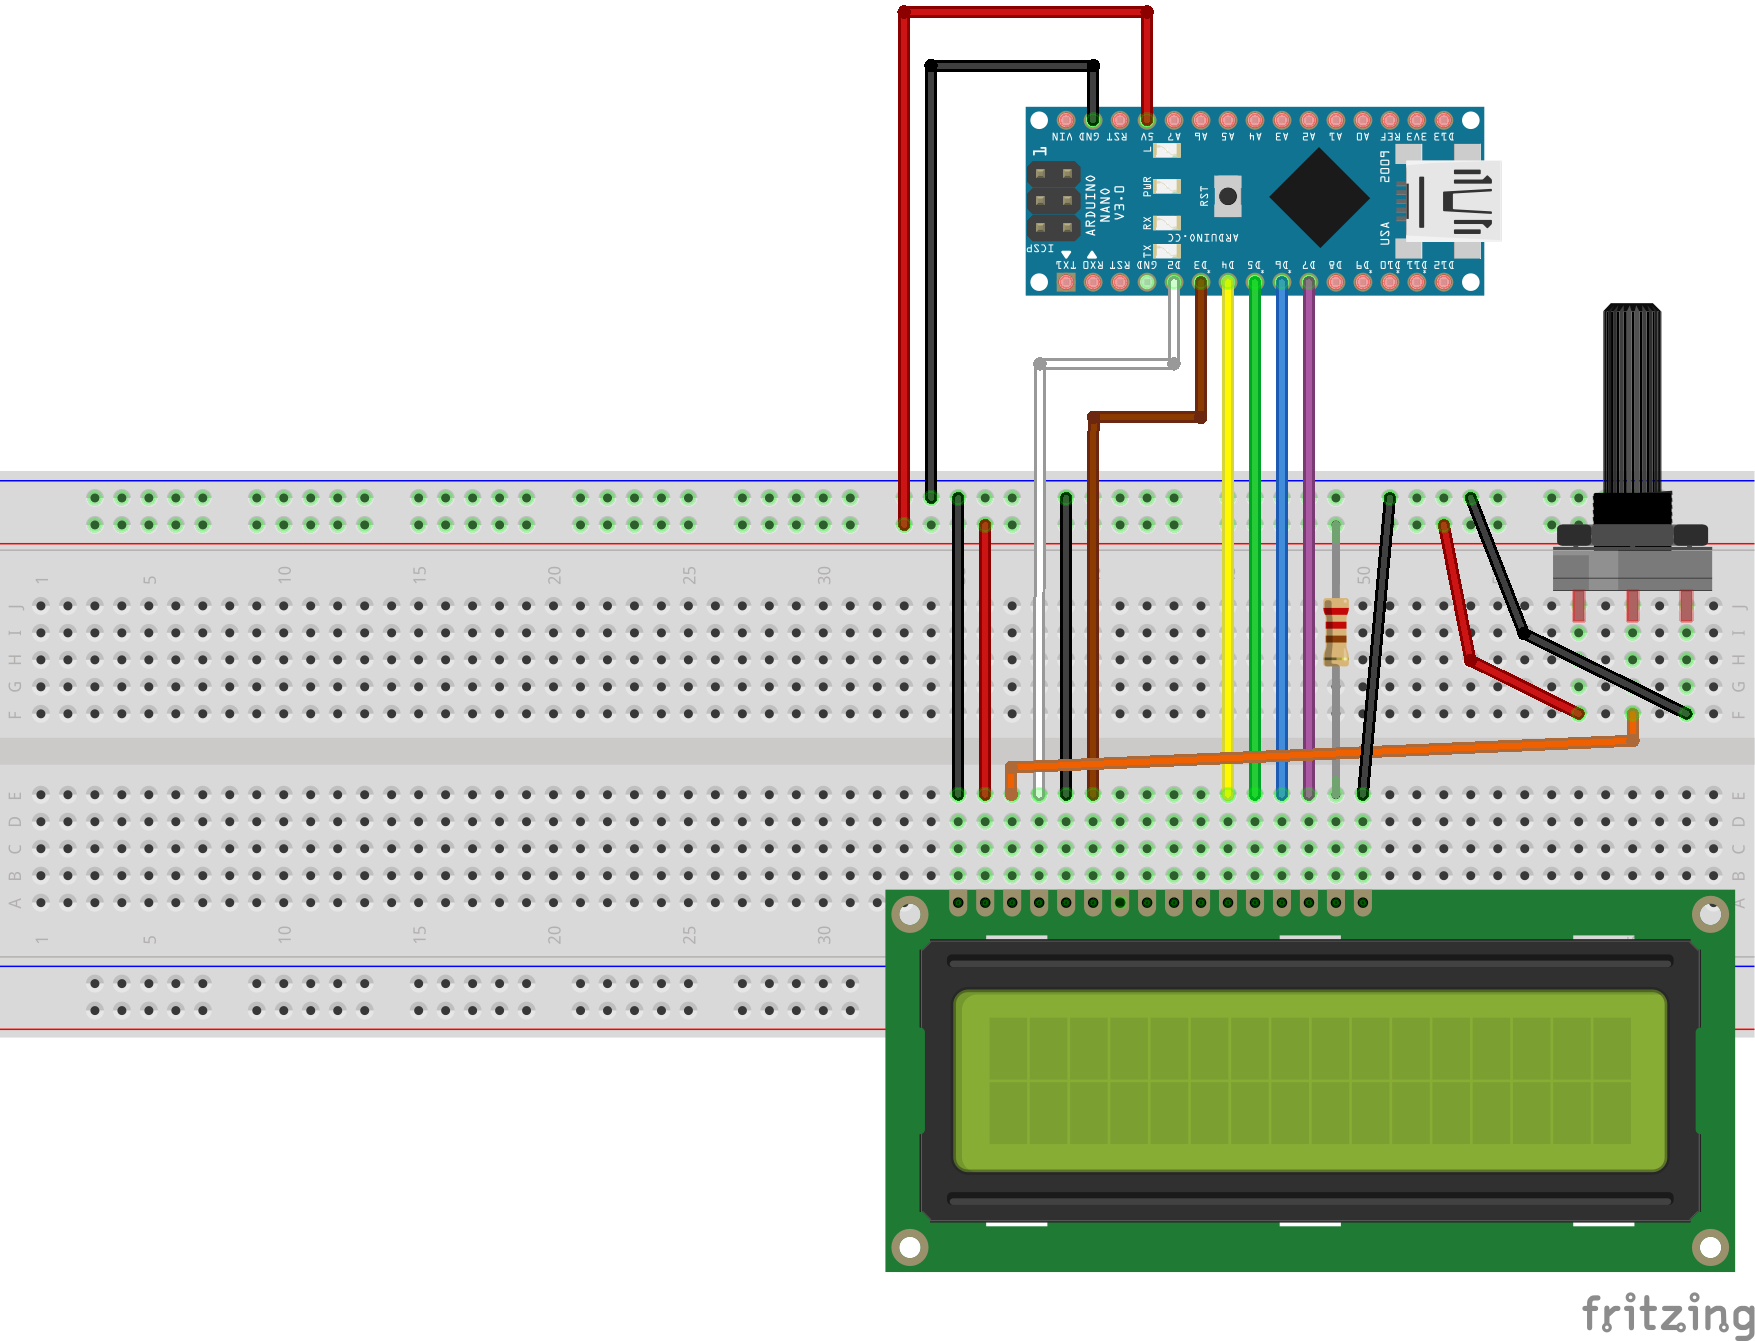 VIN GND RST 5V A7 A6 A5 A4 A3 A2 A1 A0 REF 3V3 D13
1
L
PWR
RX
TX
ARDUINO
NANO
V3.0
RST
ARDUINO.CC
USA
2009
ICSP
TX1 RX0 RST GND D2 D3 D4 D5 D6 D7 D8 D9 D10 D11 D12
1 5 10 15 20 25 30 50
J J
I I
H H
G G
F F
E E
D D
C C
B B
A A
1 5 10 15 20 25 30
fritzing